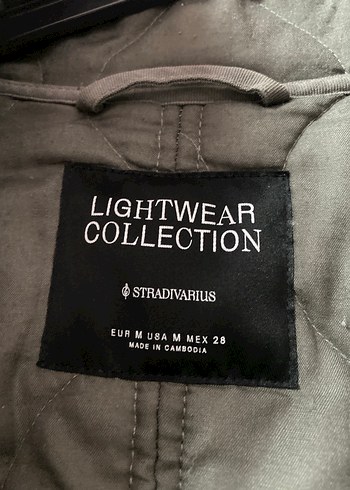 LIGHTWEAR
COLLECTION
STRADIVARIUS
EUR M USA M MEX 28
MADE IN CAMBODIA